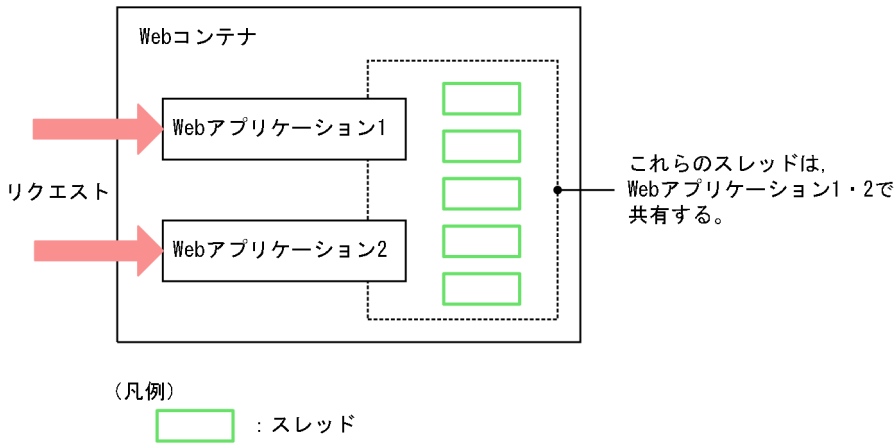 Webコンテナ
Webアプリケーション1
リクエスト
Webアプリケーション2
これらのスレッドは,
Webアプリケーション1・2で
共有する。
(凡例)
：スレッド